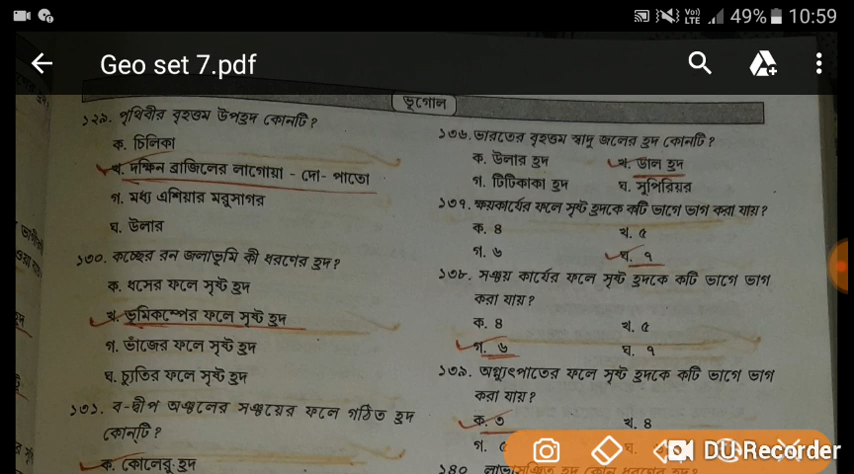 Vo))
LTE
49%
10:59
Geo set 7.pdf
ভূগোল
১২৯. পৃথিবীর বৃহত্তম উপহ্রদ কোনটি?
ক. চিলিকা
খ. দক্ষিন ব্রাজিলের লাগোয়া - দো- পাতো
গ. মধ্য এশিয়ার মরুসাগর
ঘ. উলার
১৩০. কচ্ছের রন জলাভূমি কী ধরণের হ্রদ?
ক. ধসের ফলে সৃষ্ট হ্রদ
খ. ভূমিকম্পের ফলে সৃষ্ট হ্রদ
গ. ভাঁজের ফলে সৃষ্ট হ্রদ
ঘ. চ্যুতির ফলে সৃষ্ট হ্রদ
১৩১. ব-দ্বীপ অঞ্চলের সঞ্চয়ের ফলে গঠিত হ্রদ
কোনটি?
ক. কোলেরু হ্রদ
১৩৬. ভারতের বৃহত্তম স্বাদু জলের হ্রদ কোনটি?
ক. উলার হ্রদ খ. ডাল হ্রদ
গ. টিটিকাকা হ্রদ ঘ. সুপিরিয়র
১৩৭. ক্ষয়কার্যের ফলে সৃষ্ট হ্রদকে কটি ভাগে ভাগ করা যায়?
ক. ৪ খ. ৫
গ. ৬ ঘ. ৭
১৩৮. সঞ্চয় কার্যের ফলে সৃষ্ট হ্রদকে কটি ভাগে ভাগ
করা যায়?
ক. ৪ খ. ৫
গ. ৬ ঘ. ৭
১৩৯. অগ্ন্যুৎপাতের ফলে সৃষ্ট হ্রদকে কটি ভাগে ভাগ
করা যায়?
ক. ৩ খ. ৪
গ. ৫ ঘ.
DU Recorder
১৪০